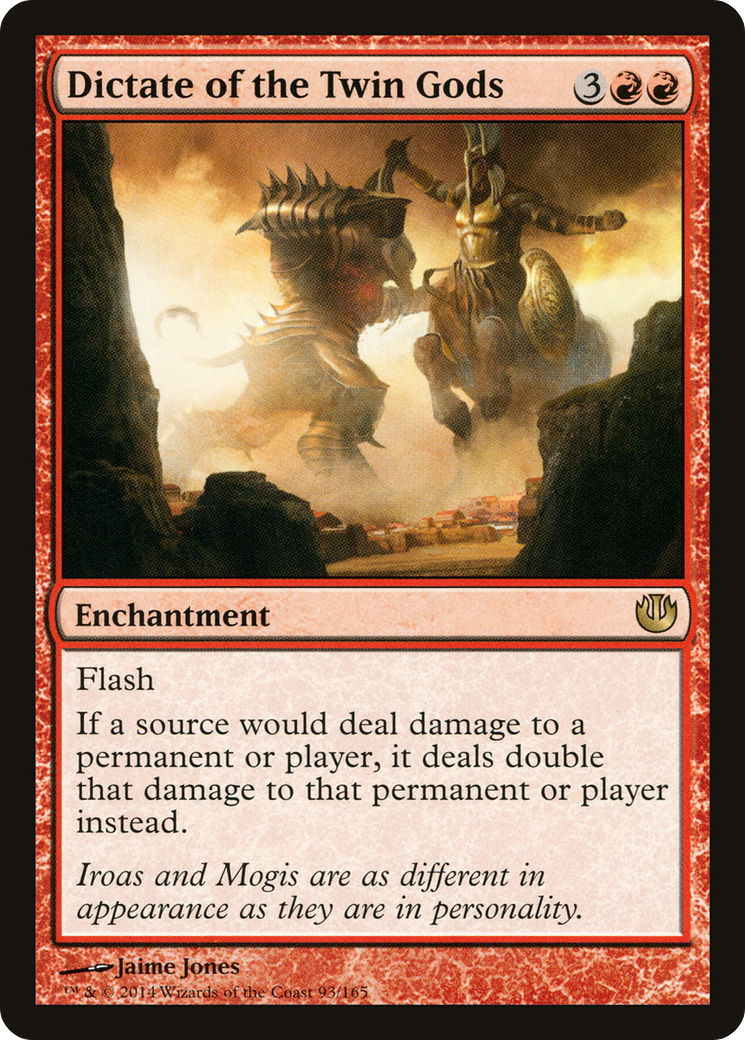 Dictate of the Twin Gods 3
Enchantment
Flash
If a source would deal damage to a
permanent or player, it deals double
that damage to that permanent or player
instead.
Iroas and Mogis are as different in
appearance as they are in personality.
Jaime Jones
™ & © 2014 Wizards of the Coast 93/165